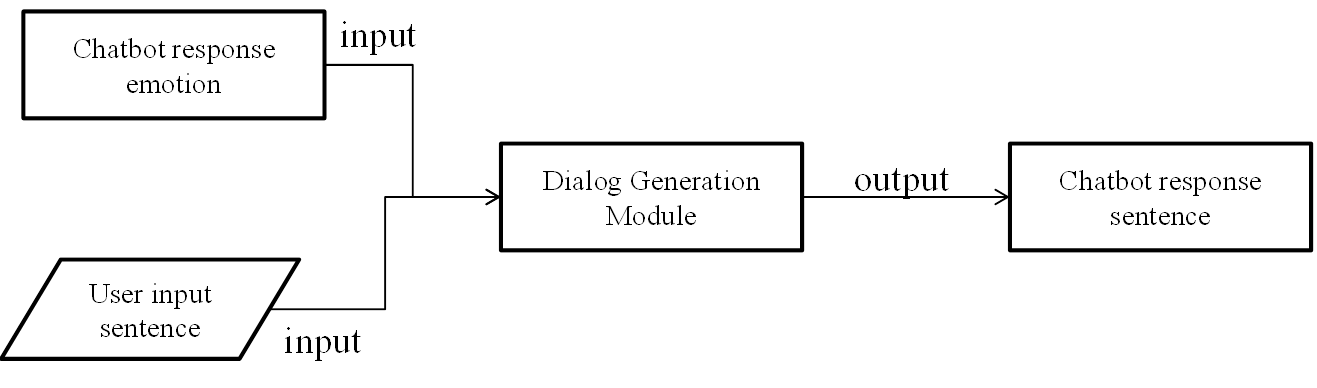 Chatbot response
emotion
input
Dialog Generation
Module
output
Chatbot response
sentence
User input
sentence
input